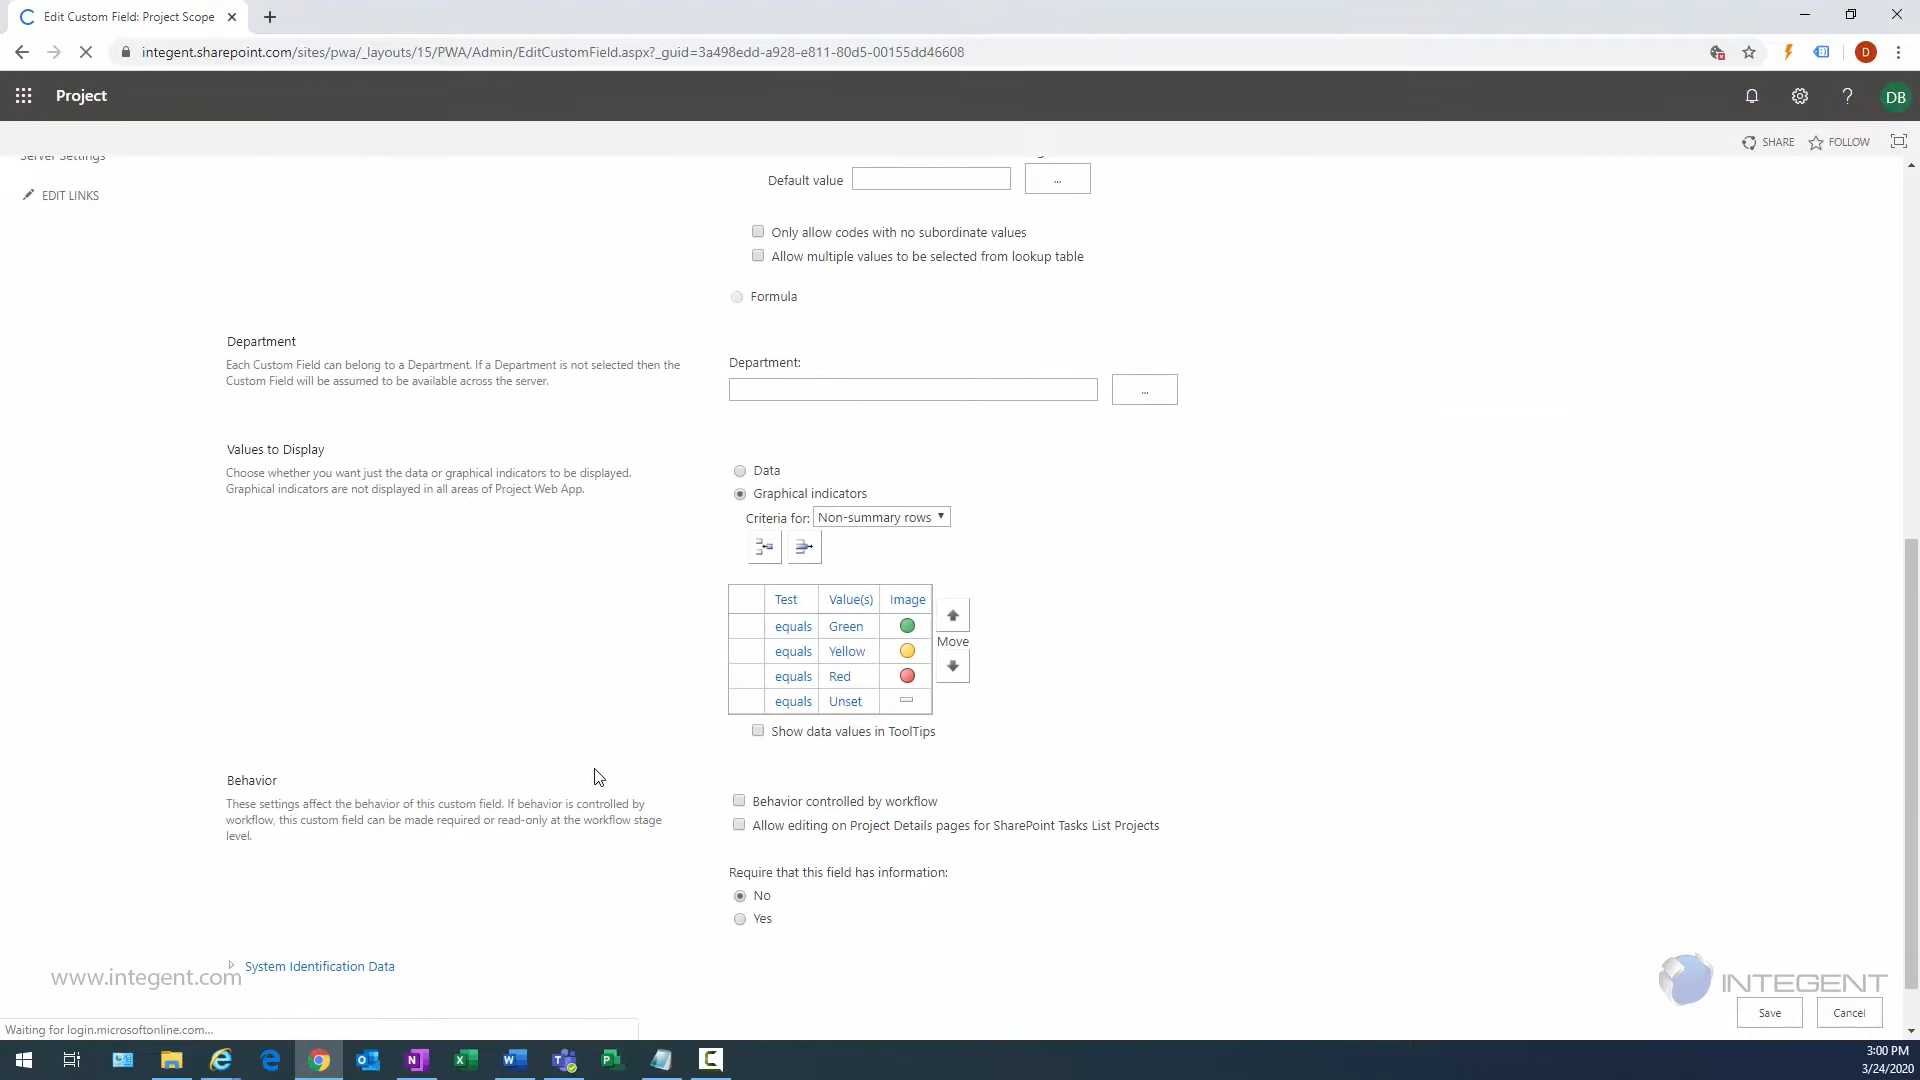 Edit Custom Field: Project Scope
integent.sharepoint.com/sites/pwa/_layouts/15/PWA/Admin/EditCustomField.aspx?_guid=3a498edd-a928-e811-80d5-00155dd46608
D
Project
DB
SHARE
FOLLOW
Server Settings
EDIT LINKS
Default value
...
Only allow codes with no subordinate values
Allow multiple values to be selected from lookup table
Formula
Department
Each Custom Field can belong to a Department. If a Department is not selected then the
Custom Field will be assumed to be available across the server.
Department:
...
Values to Display
Choose whether you want just the data or graphical indicators to be displayed.
Graphical indicators are not displayed in all areas of Project Web App.
Data
Graphical indicators
Criteria for: Non-summary rows
Test Value(s) Image
equals Green
equals Yellow
equals Red
equals Unset
Move
Show data values in ToolTips
Behavior
These settings affect the behavior of this custom field. If behavior is controlled by
workflow, this custom field can be made required or read-only at the workflow stage
level.
Behavior controlled by workflow
Allow editing on Project Details pages for SharePoint Tasks List Projects
Require that this field has information:
No
Yes
System Identification Data
www.integent.com
INTEGENT
Save
Cancel
Waiting for login.microsoftonline.com...
3:00 PM
3/24/2020